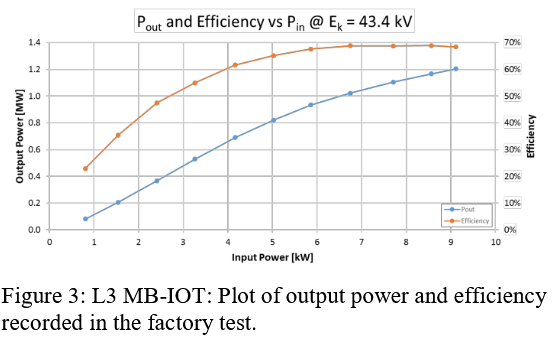 Pout and Efficiency vs Pin @ Ek = 43.4 kV
1.4
1.2
1.0
0.8
0.6
0.4
0.2
0.0
Output Power [MW]
70%
60%
50%
40%
30%
20%
10%
0%
Efficiency
0 1 2 3 4 5 6 7 8 9 10
Input Power [kW]
Pout
Efficiency
Figure 3: L3 MB-IOT: Plot of output power and efficiency
recorded in the factory test.